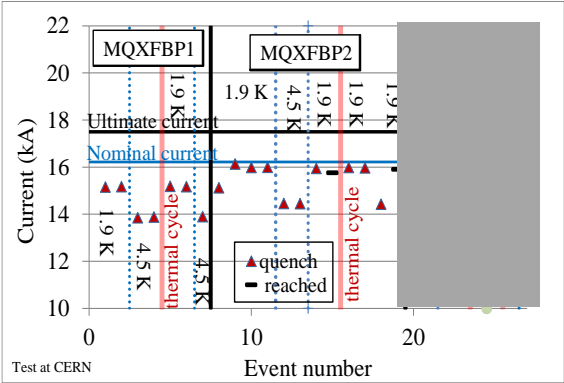 22
20
18
16
14
12
10
Current (kA)
MQXFBP1
MQXFBP2
1.9 K
1.9 K
4.5 K
1.9 K
1.9 K
1.9 K
Ultimate current
Nominal current
1.9 K
4.5 K
thermal cycle
4.5 K
quench
reached
thermal cycle
0
10
20
Event number
Test at CERN